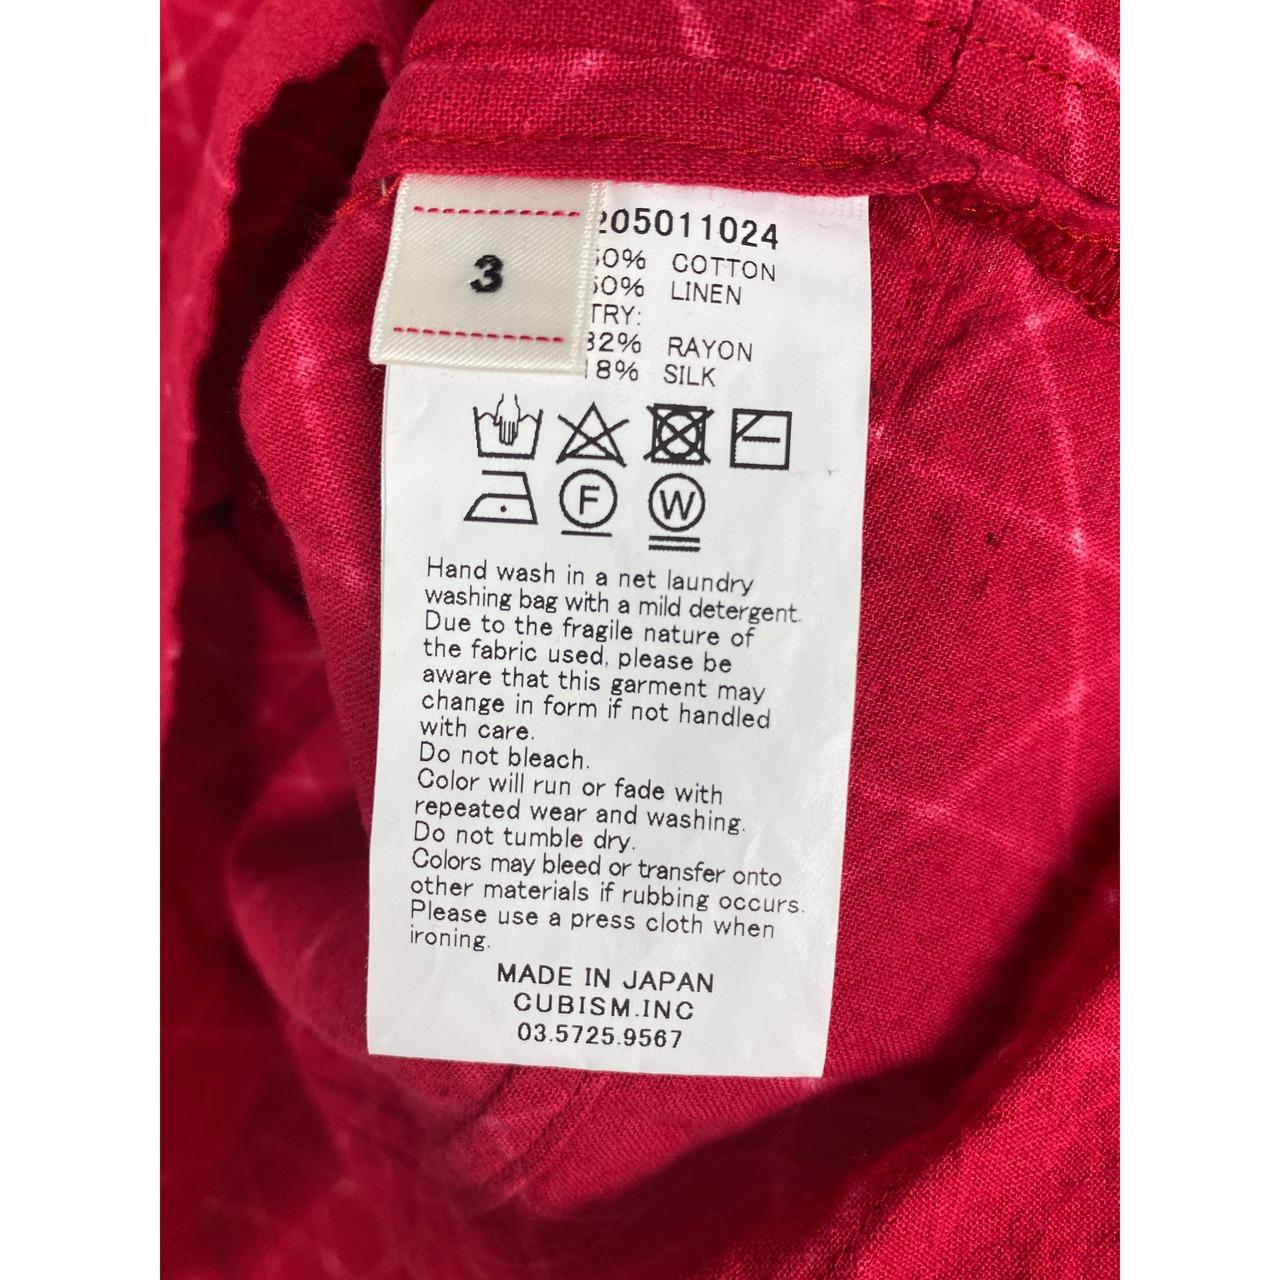 3
205011024
0% COTTON
0% LINEN
TRY:
82% RAYON
18% SILK
F
W
Hand wash in a net laundry
washing bag with a mild detergent.
Due to the fragile nature of
the fabric used, please be
aware that this garment may
change in form if not handled
with care.
Do not bleach.
Color will run or fade with
repeated wear and washing.
Do not tumble dry.
Colors may bleed or transfer onto
other materials if rubbing occurs.
Please use a press cloth when
ironing.
MADE IN JAPAN
CUBISM.INC
03.5725.9567